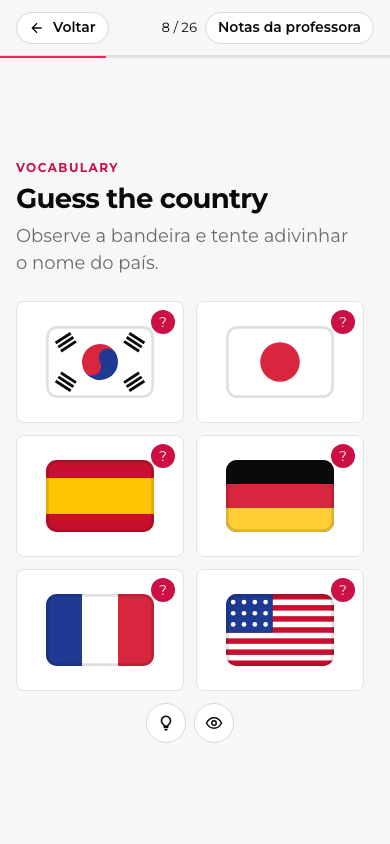 Voltar
8 / 26
Notas da professora
VOCABULARY
Guess the country
Observe a bandeira e tente adivinhar
o nome do país.
? ?
? ?
? ?